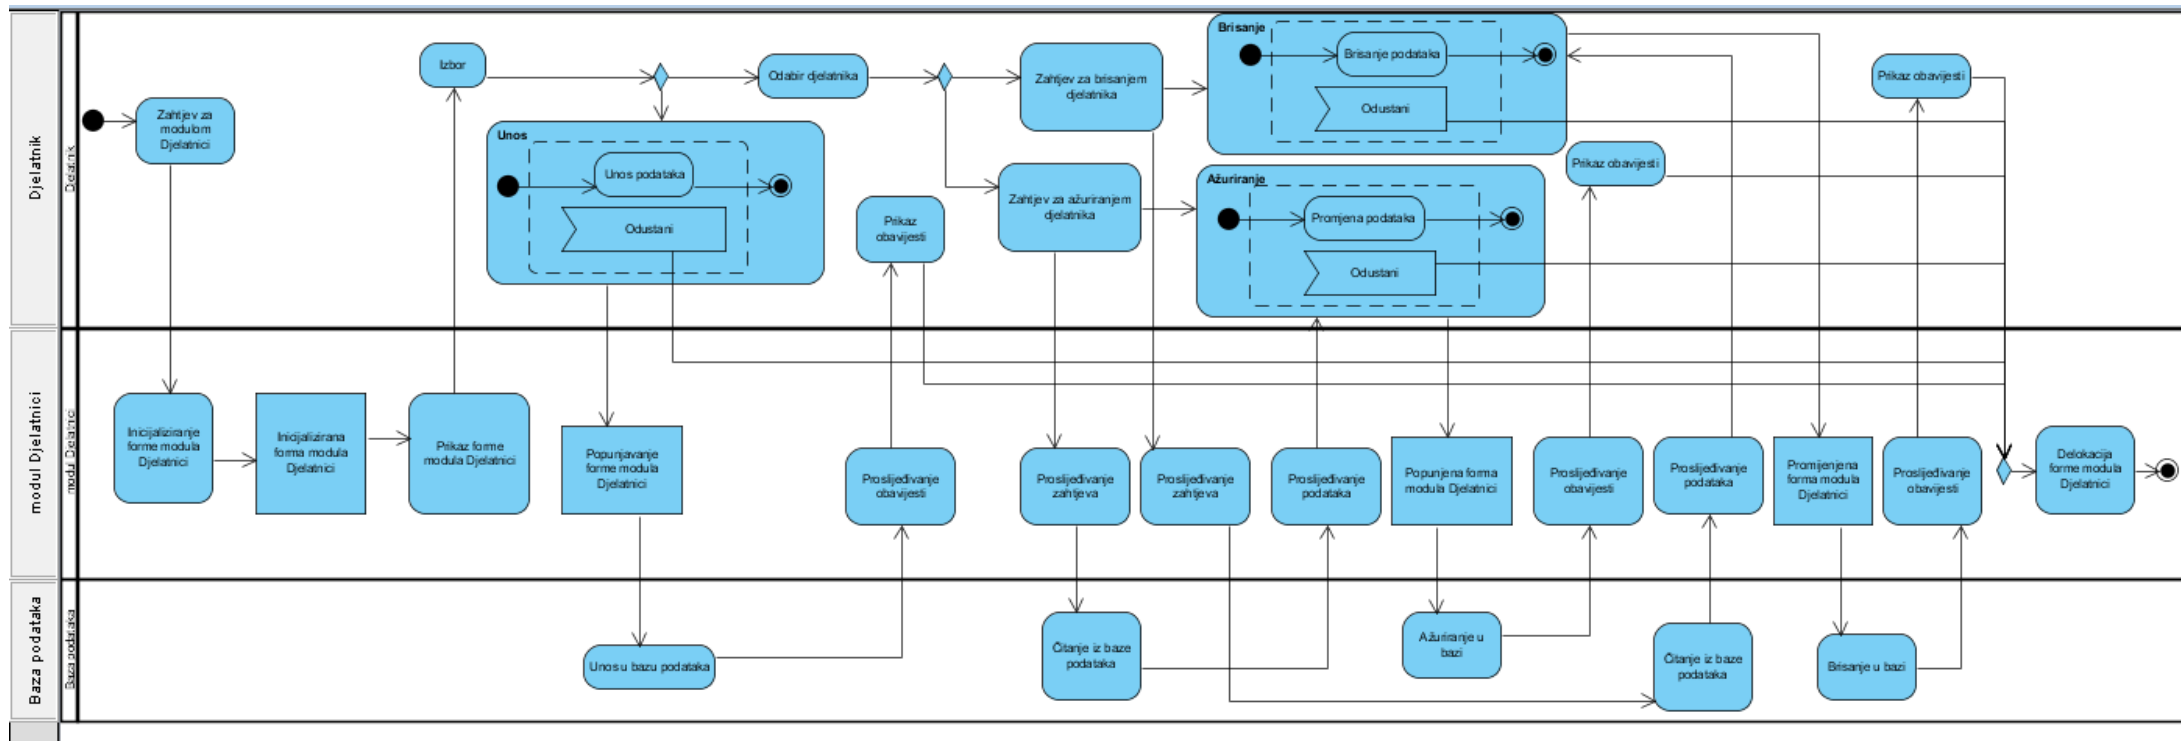 Djelatnik
Djelatnik
Zahtjev za
modulom
Djelatnici
Izbor
Odabir djelatnika
Unos
Unos podataka
Odustani
Prikaz
obavijesti
Zahtjev za brisanjem
djelatnika
Zahtjev za ažuriranjem
djelatnika
Brisanje
Brisanje podataka
Odustani
Ažuriranje
Promjena podataka
Odustani
Prikaz obavijesti
Prikaz obavijesti
modul Djelatnici
modul Djelatnici
Inicijaliziranje
forme modula
Djelatnici
Inicijalizirana
forma modula
Djelatnici
Prikaz forme
modula Djelatnici
Popunjavanje
forme modula
Djelatnici
Proslijeđivanje
obavijesti
Proslijeđivanje
zahtjeva
Proslijeđivanje
zahtjeva
Proslijeđivanje
podataka
Popunjena forma
modula Djelatnici
Proslijeđivanje
obavijesti
Proslijeđivanje
podataka
Promijenjena
forma modula
Djelatnici
Proslijeđivanje
obavijesti
Delokacija
forme modula
Djelatnici
Baza podataka
Baza podataka
Unos u bazu podataka
Čitanje iz baze
podataka
Ažuriranje u
bazi
Čitanje iz baze
podataka
Brisanje u bazi